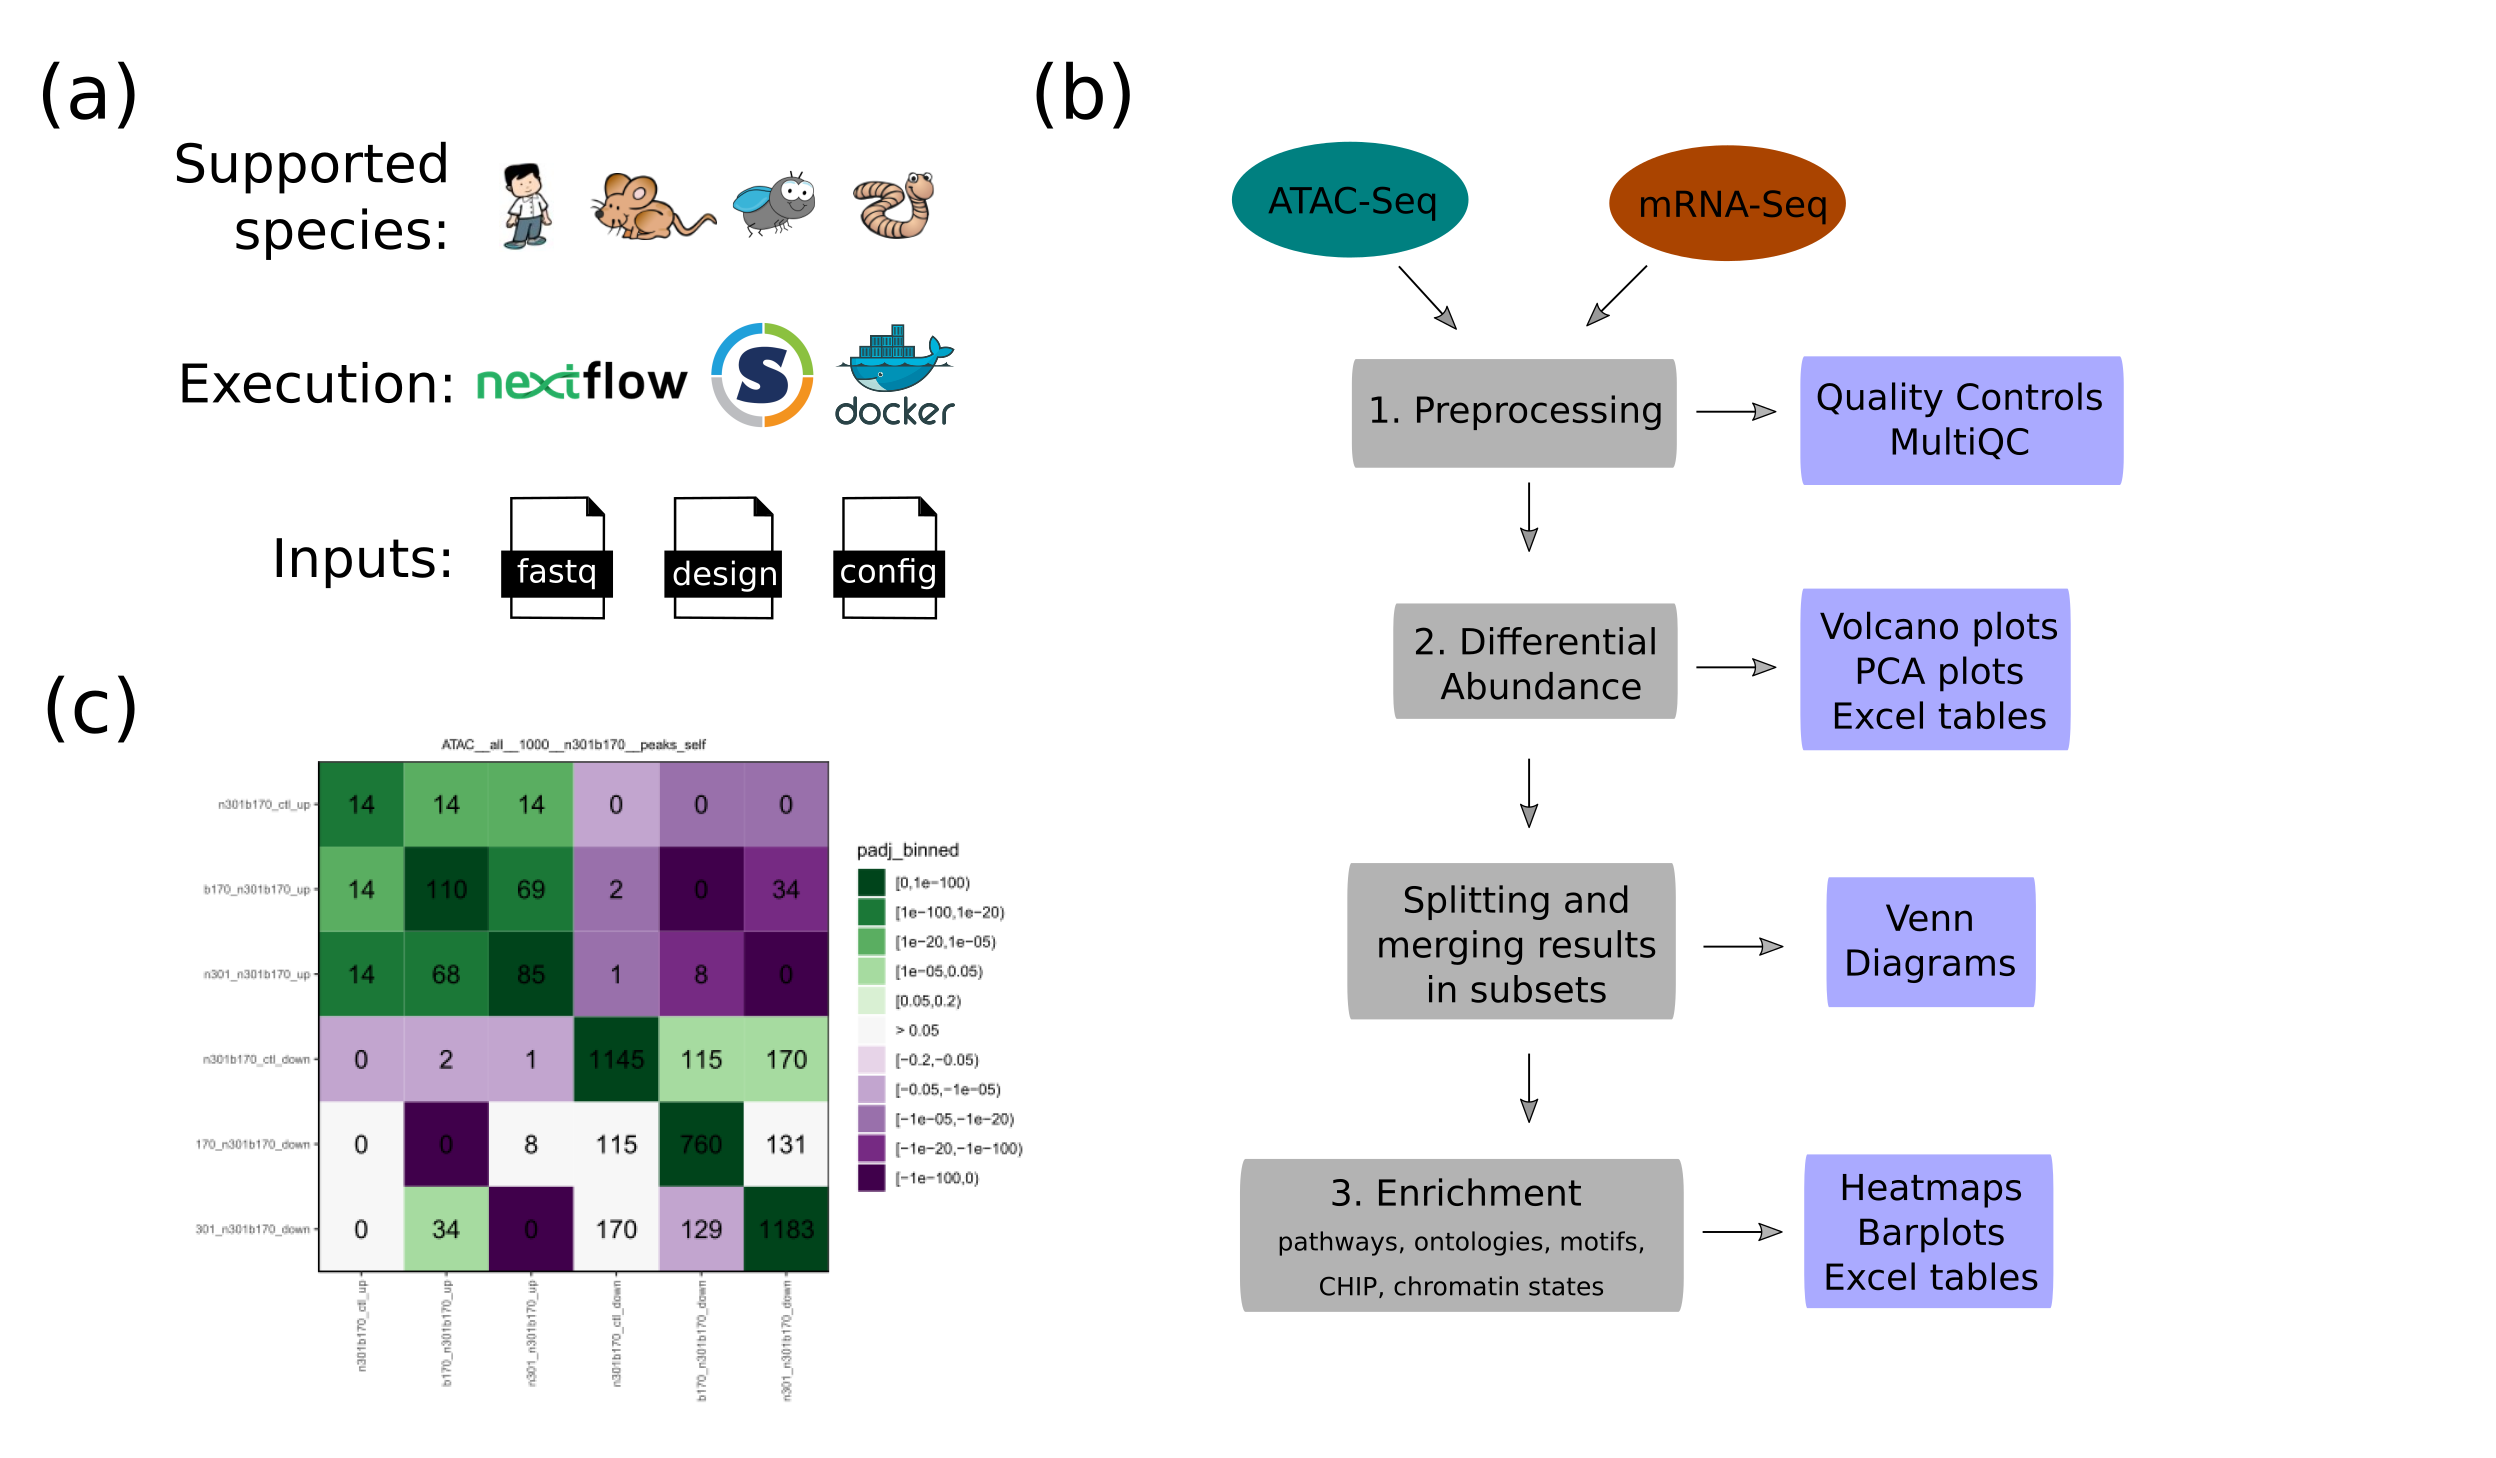 (a)
Supported
species:
Execution:
nextflow
S
docker
Inputs:
fastq
design
config
(b)
ATAC-Seq
mRNA-Seq
1. Preprocessing
Quality Controls
MultiQC
2. Differential
Abundance
Volcano plots
PCA plots
Excel tables
Splitting and
merging results
in subsets
Venn
Diagrams
3. Enrichment
pathways, ontologies, motifs,
CHIP, chromatin states
Heatmaps
Barplots
Excel tables
(c)
ATAC__all__1000__n301b170__peaks_self
n301b170_ctl_up 14 14 14 0 0 0
b170_n301b170_up 14 110 69 2 0 34
n301_n301b170_up 14 68 85 1 8 0
n301b170_ctl_down 0 2 1 1145 115 170
170_n301b170_down 0 0 8 115 760 131
301_n301b170_down 0 34 0 170 129 1183
n301b170_ctl_up
b170_n301b170_up
n301_n301b170_up
n301b170_ctl_down
b170_n301b170_down
n301_n301b170_down
padj_binned
[0,1e−100)
[1e−100,1e−20)
[1e−20,1e−05)
[1e−05,0.05)
[0.05,0.2)
> 0.05
[−0.2,−0.05)
[−0.05,−1e−05)
[−1e−05,−1e−20)
[−1e−20,−1e−100)
[−1e−100,0)